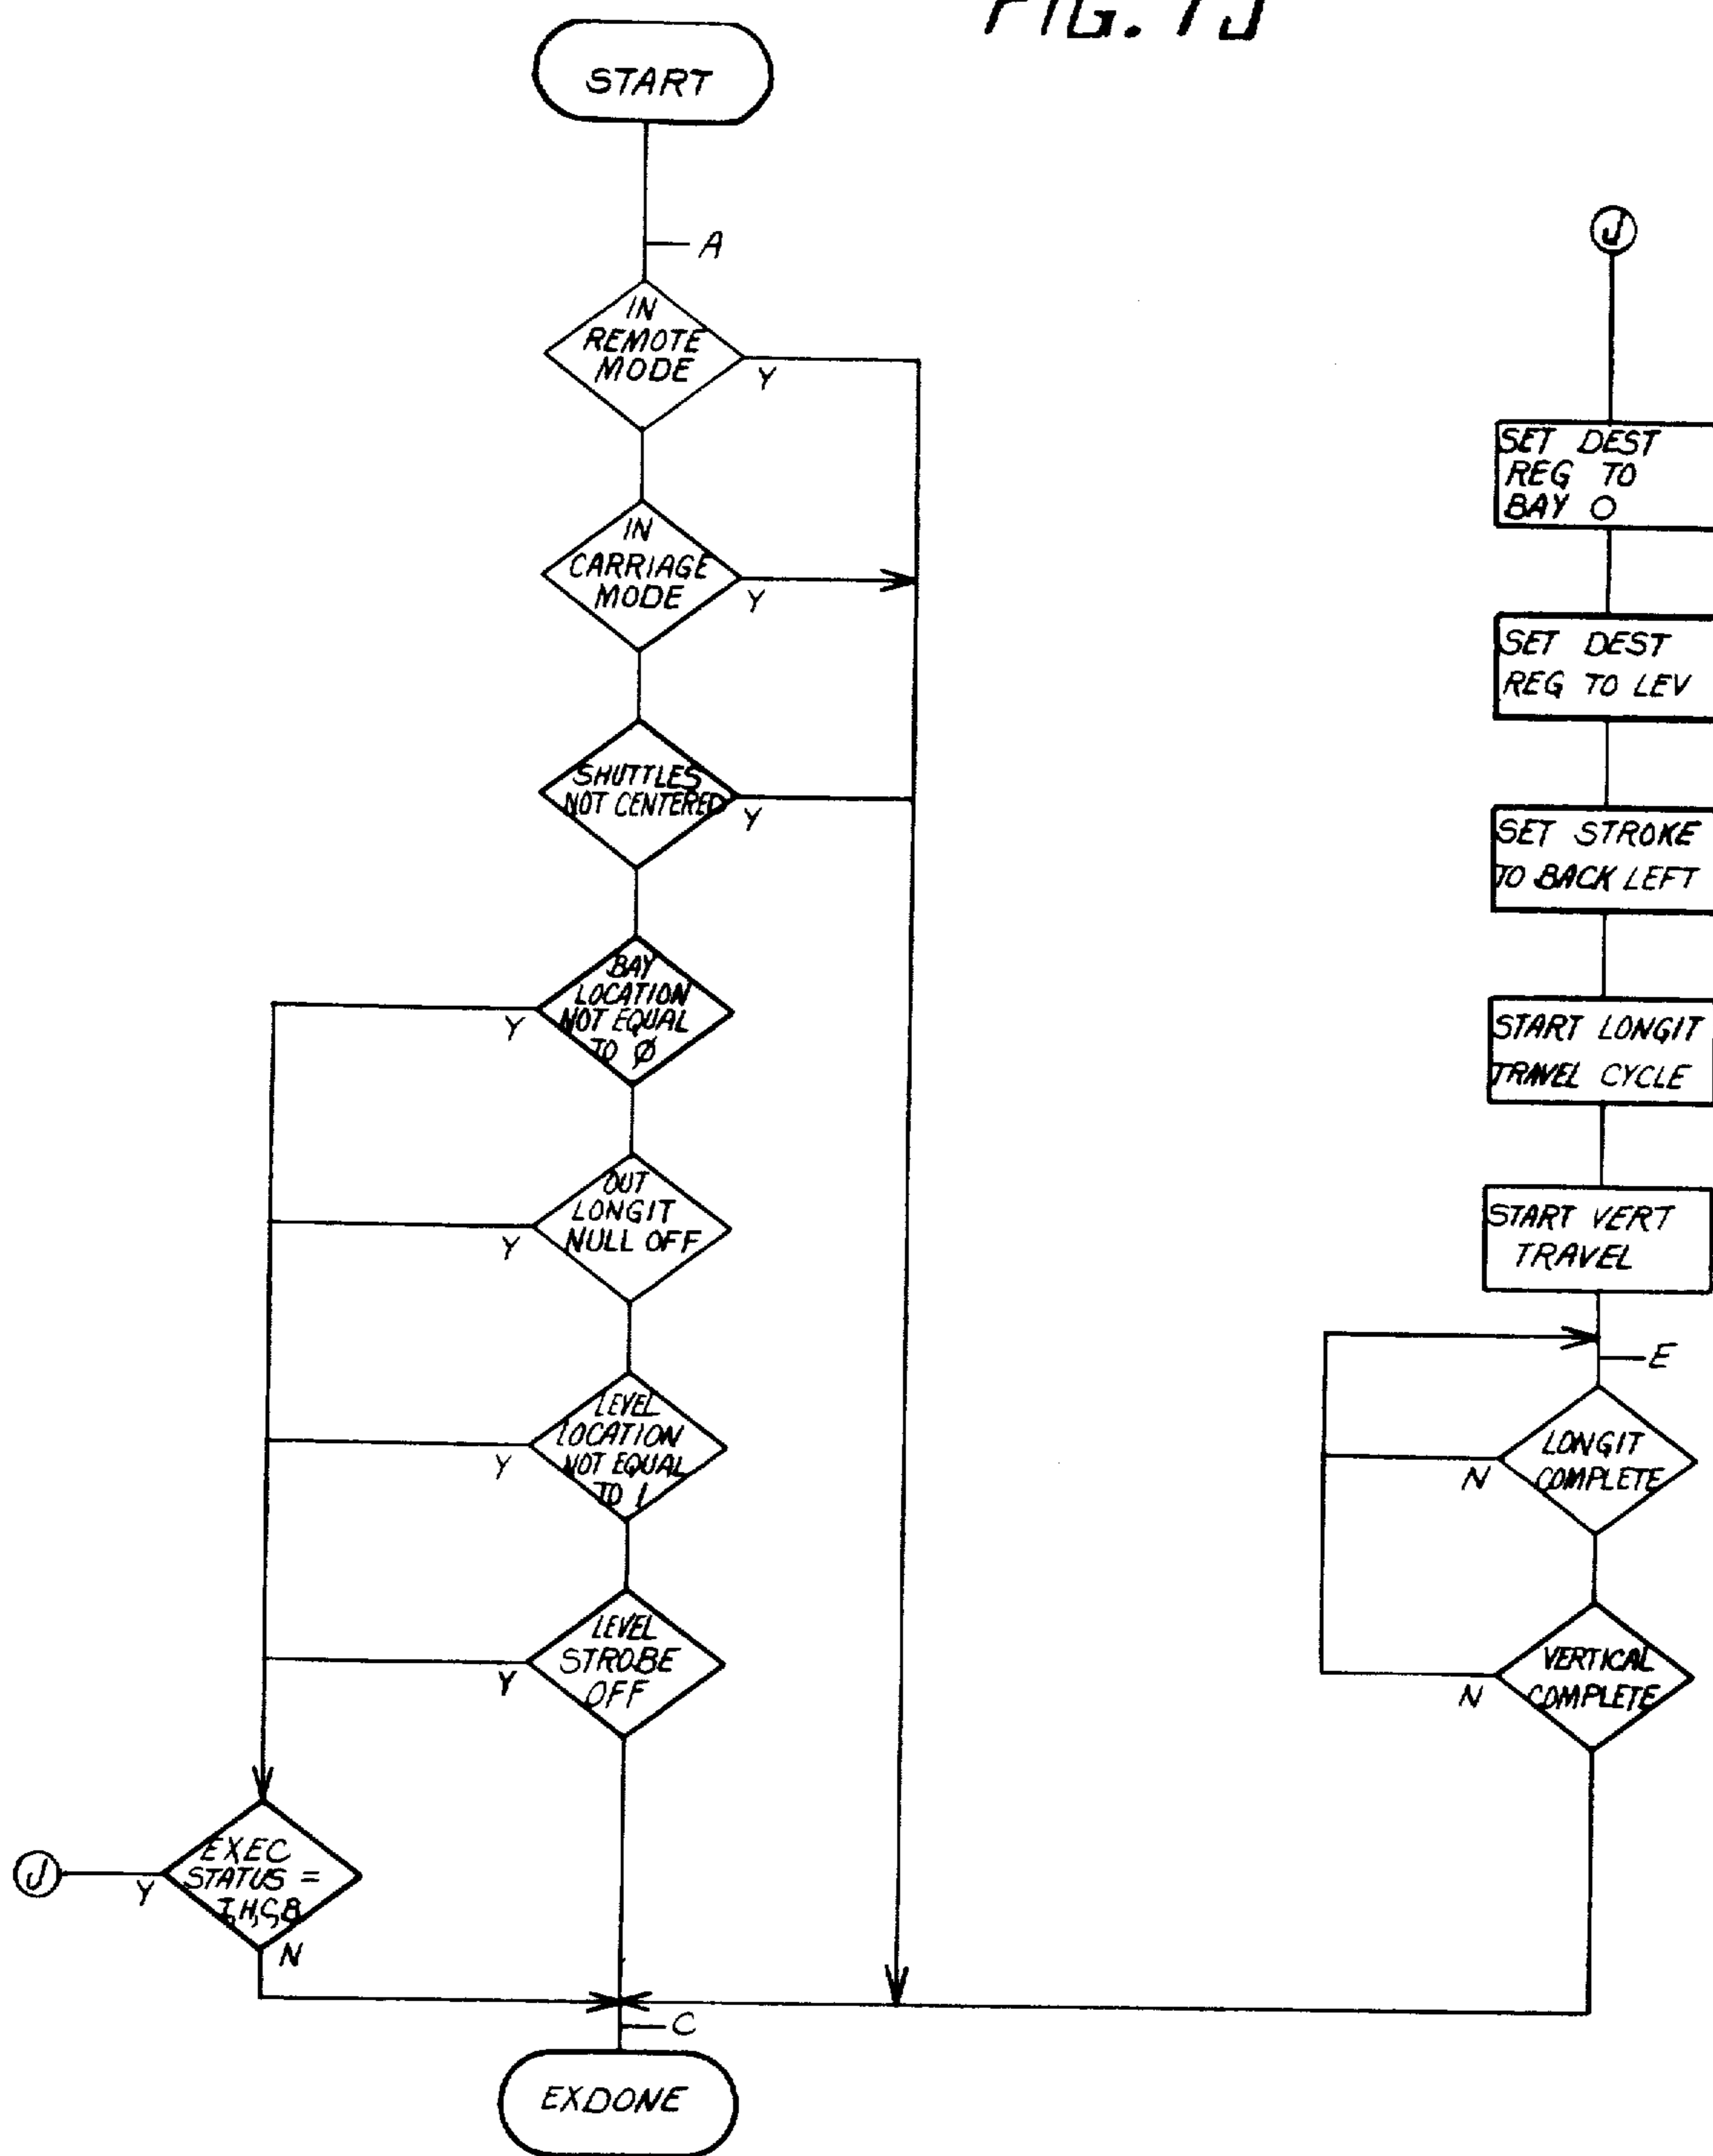 START
A
IN
REMOTE
MODE
Y
IN
CARRIAGE
MODE
Y
SHUTTLES
NOT CENTERED
Y
BAY
LOCATION
NOT EQUAL
TO Ø
Y
OUT
LONGIT
NULL OFF
Y
LEVEL
LOCATION
NOT EQUAL
TO 1
Y
LEVEL
STROBE
OFF
Y
EXEC
STATUS =
I,H,C,B
Y
N
J
C
EXDONE
J
SET DEST
REG TO
BAY O
SET DEST
REG TO LEV
SET STROKE
TO BACK LEFT
START LONGIT
TRAVEL CYCLE
START VERT
TRAVEL
E
LONGIT
COMPLETE
N
VERTICAL
COMPLETE
N